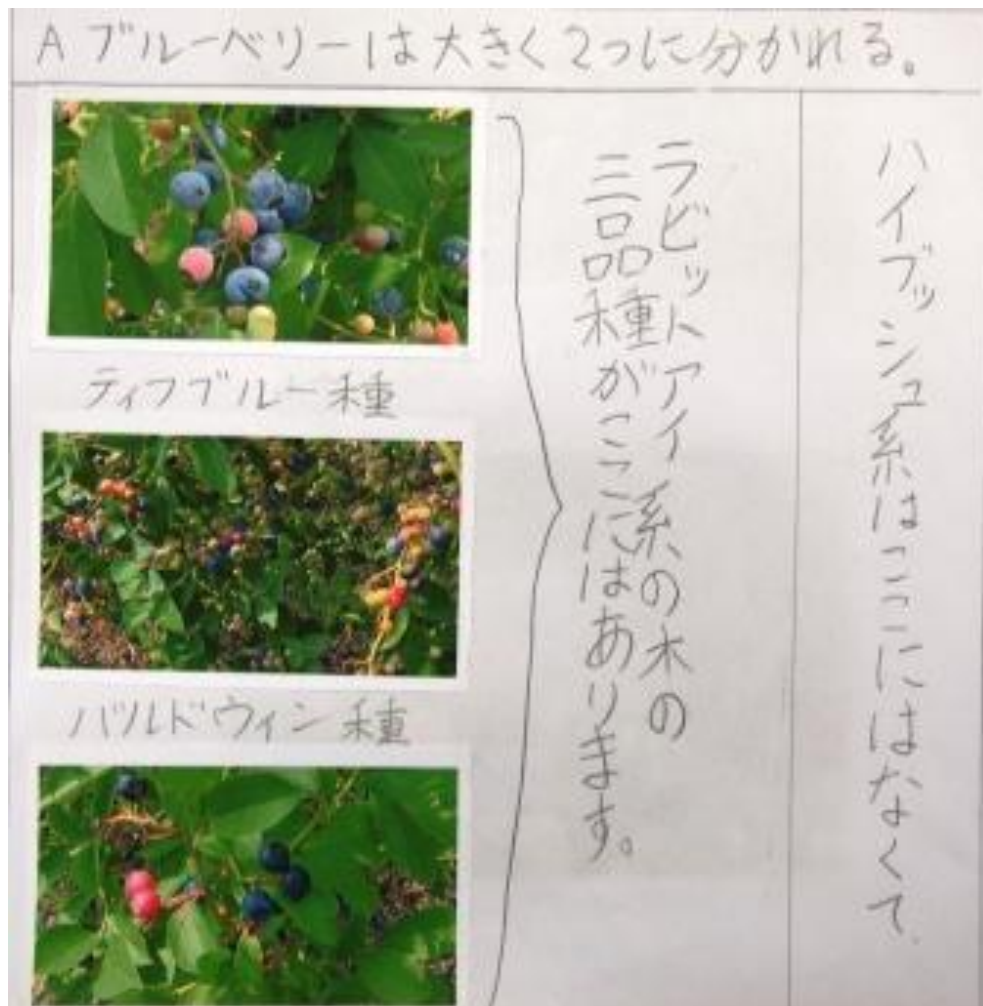 Aブルーベリーは大きく2つに分かれる。
ハイブッシュ系はここにはなくて、
ラビットアイ系の木の
三品種がここにはあります。
ティフブルー種
バルドウィン種